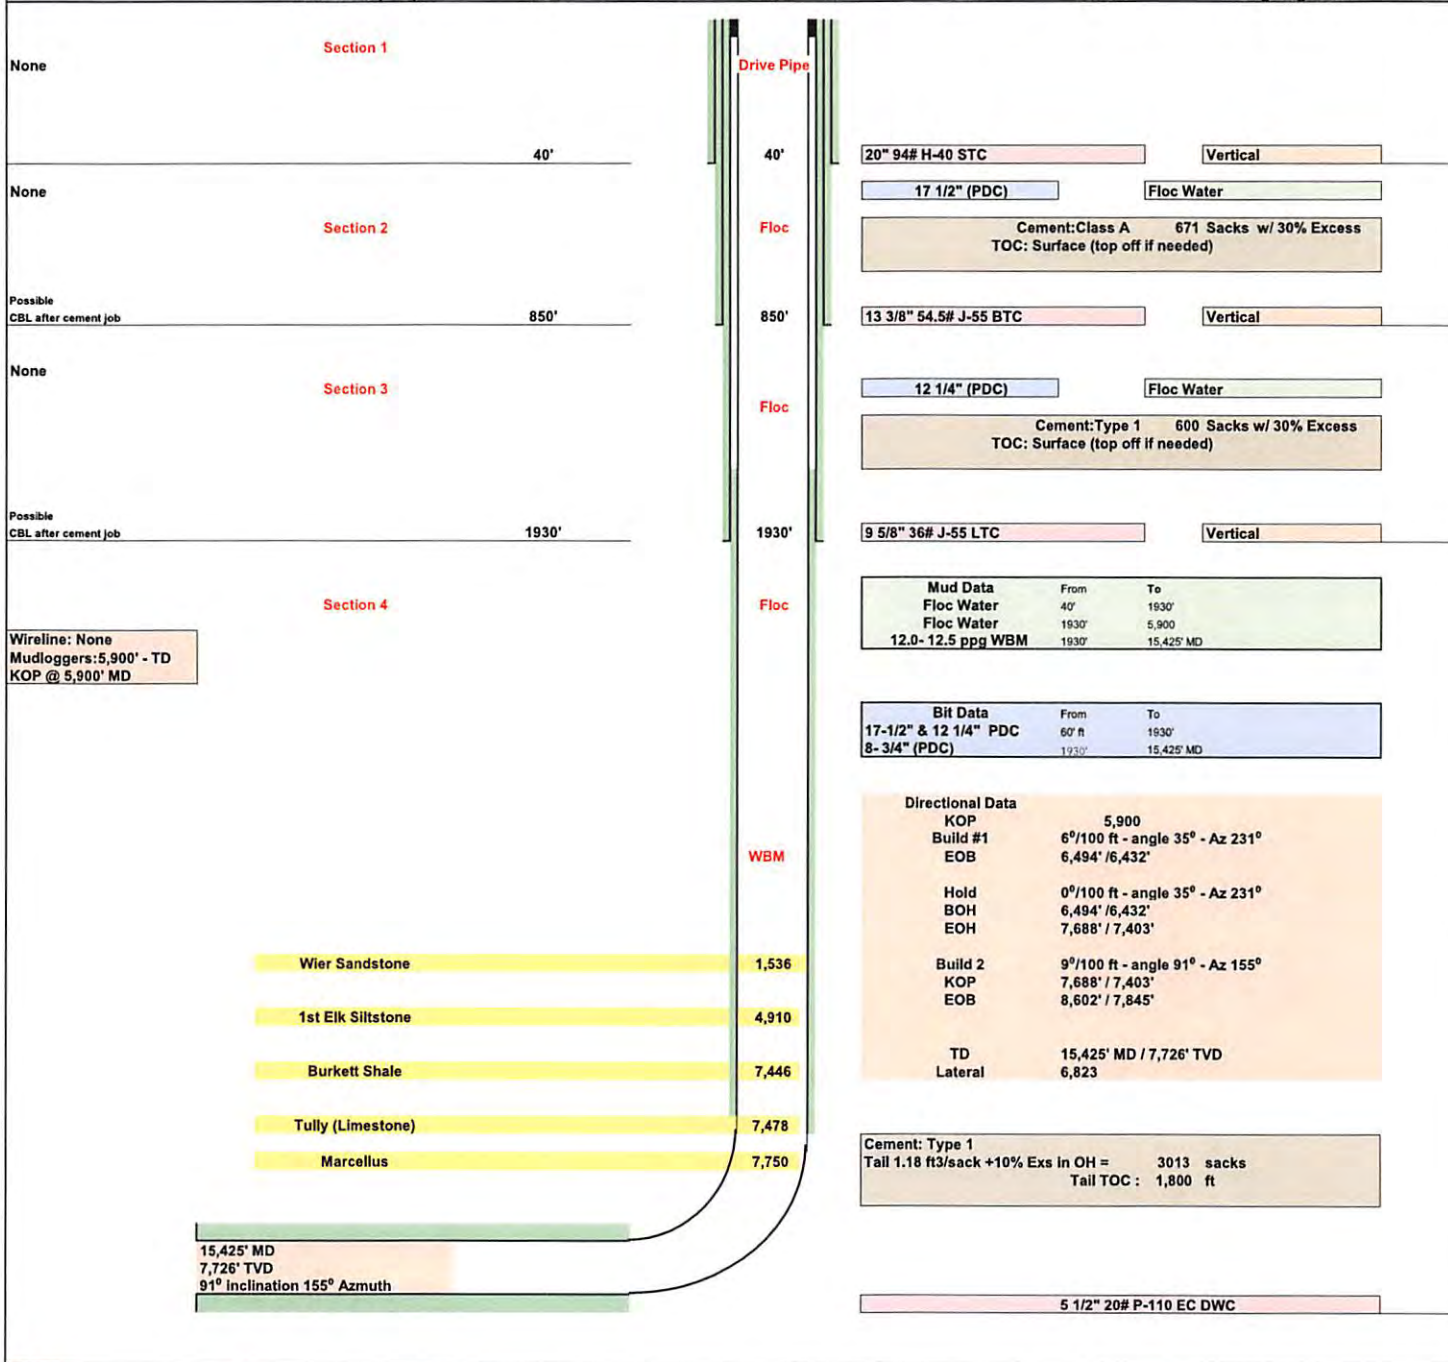 Section 1
None
Drive Pipe
40'
40'
20" 94# H-40 STC
Vertical
None
17 1/2" (PDC)
Floc Water
Section 2
Floc
Cement:Class A 671 Sacks w/ 30% Excess
TOC: Surface (top off if needed)
Possible
CBL after cement job
850'
850'
13 3/8" 54.5# J-55 BTC
Vertical
None
Section 3
Floc
12 1/4" (PDC)
Floc Water
Cement:Type 1 600 Sacks w/ 30% Excess
TOC: Surface (top off if needed)
Possible
CBL after cement job
1930'
1930'
9 5/8" 36# J-55 LTC
Vertical
Section 4
Floc
Mud Data From To
Floc Water 40' 1930'
Floc Water 1930' 5,900
12.0- 12.5 ppg WBM 1930' 15,425' MD
Wireline: None
Mudloggers:5,900' - TD
KOP @ 5,900' MD
Bit Data From To
17-1/2" & 12 1/4" PDC 60' ft 1930'
8- 3/4" (PDC) 1930' 15,425' MD
Directional Data
KOP 5,900
Build #1 6⁰/100 ft - angle 35⁰ - Az 231⁰
EOB 6,494' /6,432'
WBM
Hold 0⁰/100 ft - angle 35⁰ - Az 231⁰
BOH 6,494' /6,432'
EOH 7,688' / 7,403'
Build 2 9⁰/100 ft - angle 91⁰ - Az 155⁰
KOP 7,688' / 7,403'
EOB 8,602' / 7,845'
TD 15,425' MD / 7,726' TVD
Lateral 6,823
Wier Sandstone 1,536
1st Elk Siltstone 4,910
Burkett Shale 7,446
Tully (Limestone) 7,478
Marcellus 7,750
Cement: Type 1
Tail 1.18 ft3/sack +10% Exs in OH = 3013 sacks
Tail TOC : 1,800 ft
15,425' MD
7,726' TVD
91⁰ inclination 155⁰ Azimuth
5 1/2" 20# P-110 EC DWC